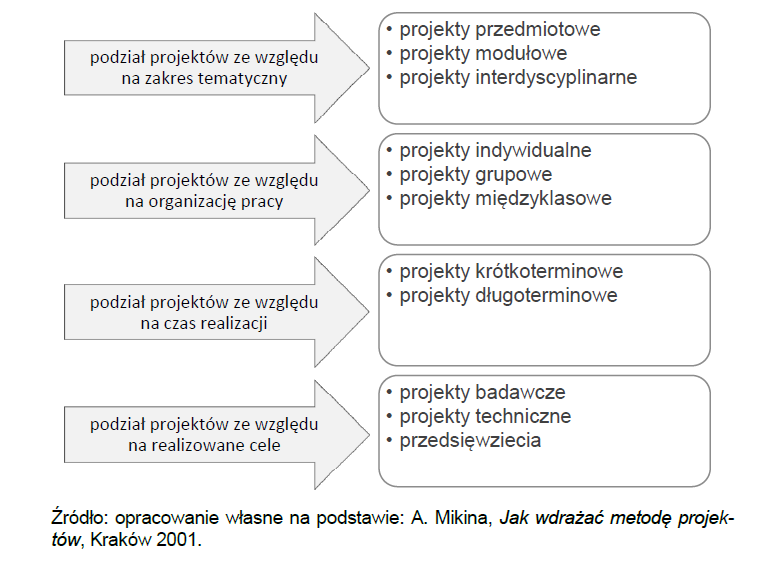 podział projektów ze względu
na zakres tematyczny
• projekty przedmiotowe
• projekty modułowe
• projekty interdyscyplinarne
podział projektów ze względu
na organizację pracy
• projekty indywidualne
• projekty grupowe
• projekty międzyklasowe
podział projektów ze względu
na czas realizacji
• projekty krótkoterminowe
• projekty długoterminowe
podział projektów ze względu
na realizowane cele
• projekty badawcze
• projekty techniczne
• przedsięwziecia
Źródło: opracowanie własne na podstawie: A. Mikina, Jak wdrażać metodę projek-
tów, Kraków 2001.